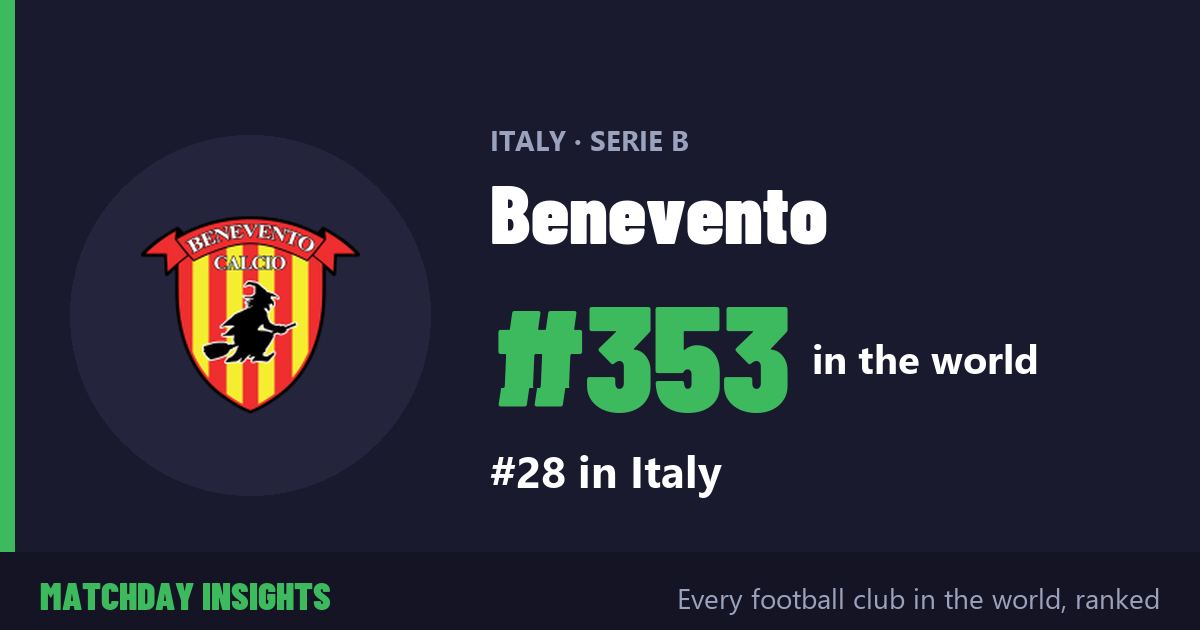 ITALY · SERIE B
Benevento
BENEVENTO
CALCIO
#353 in the world
#28 in Italy
MATCHDAY INSIGHTS
Every football club in the world, ranked